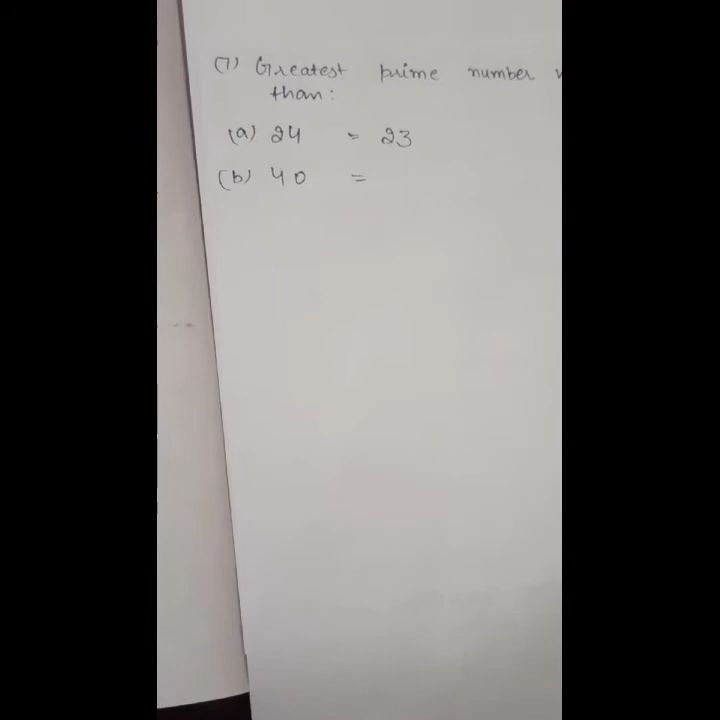 (7) Greatest prime number
than:
(a) 24 = 23
(b) 40 =